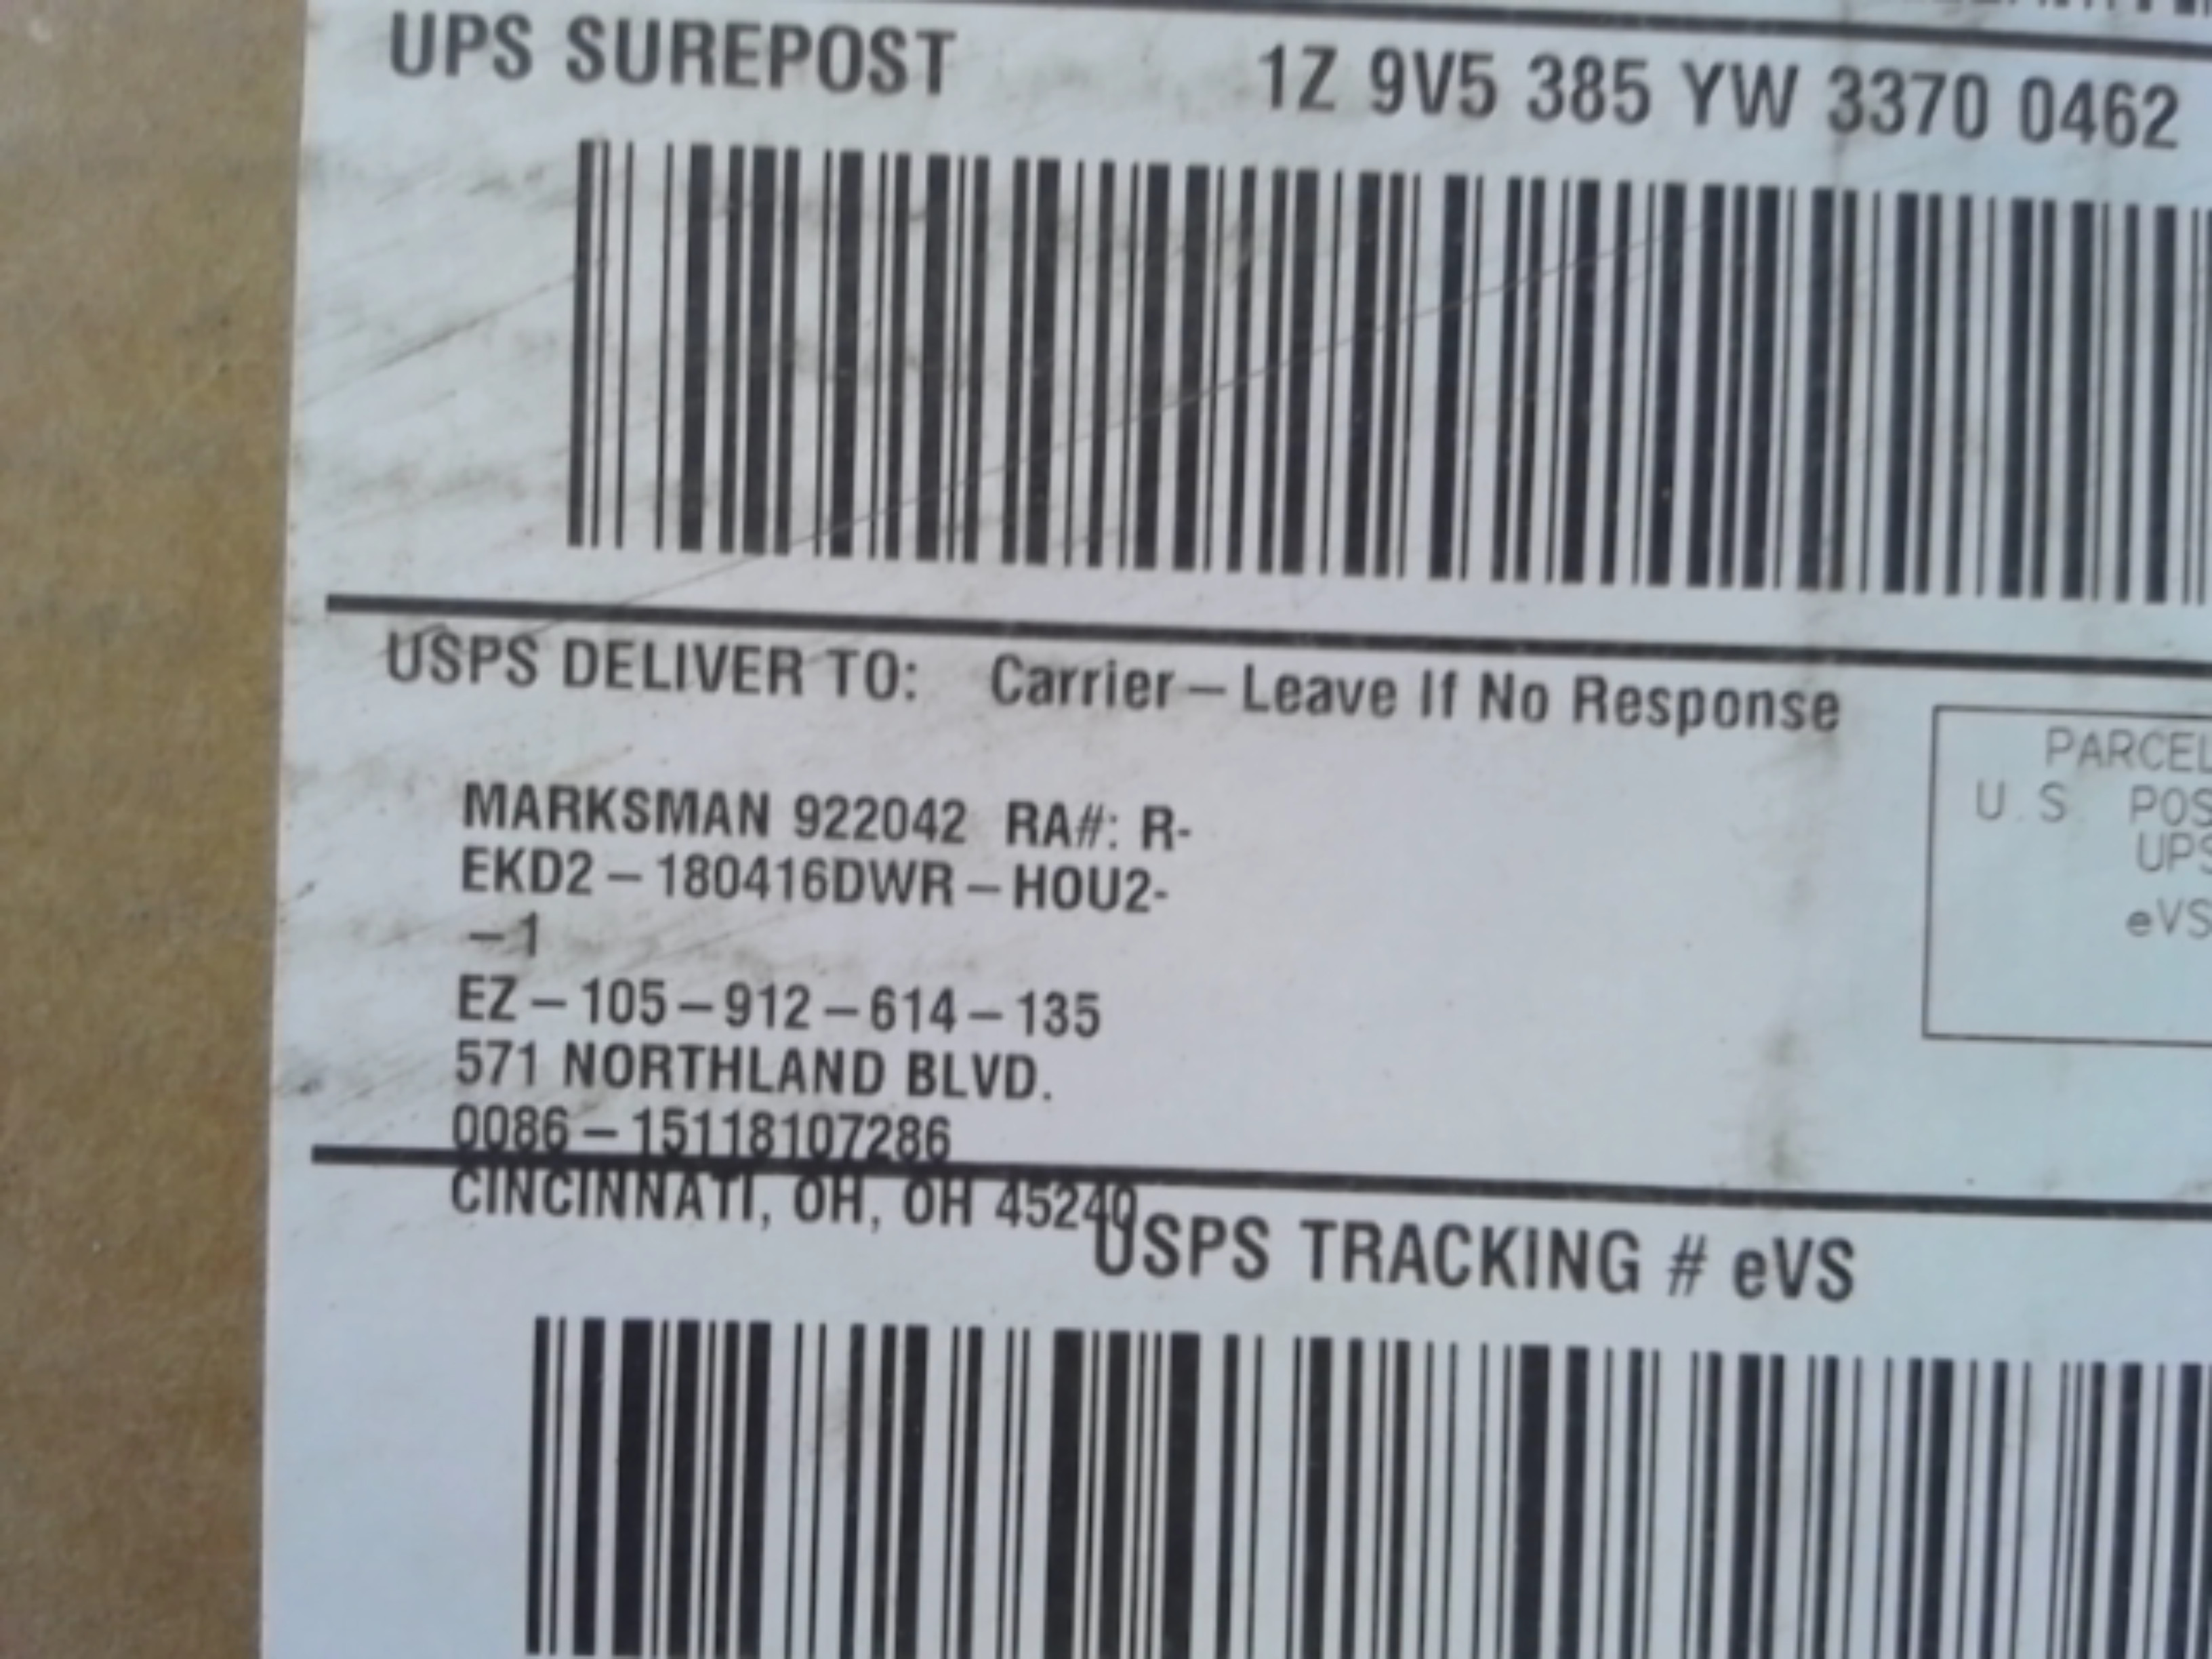 UPS SUREPOST 1Z 9V5 385 YW 3370 0462
USPS DELIVER TO: Carrier – Leave If No Response
MARKSMAN 922042 RA#: R-
EKD2 – 180416DWR – HOU2-
– 1
EZ – 105 – 912 – 614 – 135
571 NORTHLAND BLVD.
0086 – 15118107286
CINCINNATI, OH, OH 45240
PARCEL
U.S POS
UPS
eVS
USPS TRACKING # eVS